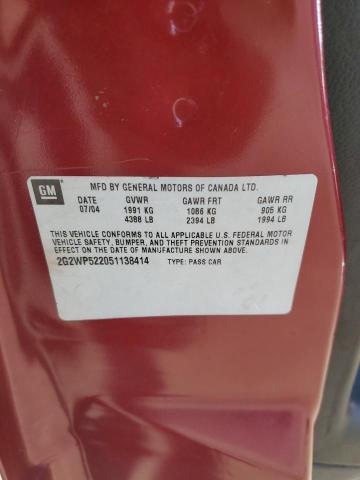 GM
MFD BY GENERAL MOTORS OF CANADA LTD.
DATE GVWR GAWR FRT GAWR RR
07/04 1991 KG 1086 KG 905 KG
4388 LB 2394 LB 1994 LB
THIS VEHICLE CONFORMS TO ALL APPLICABLE U.S. FEDERAL MOTOR
VEHICLE SAFETY, BUMPER, AND THEFT PREVENTION STANDARDS IN
EFFECT ON THE DATE OF MANUFACTURE SHOWN ABOVE.
2G2WP522051138414 TYPE: PASS CAR